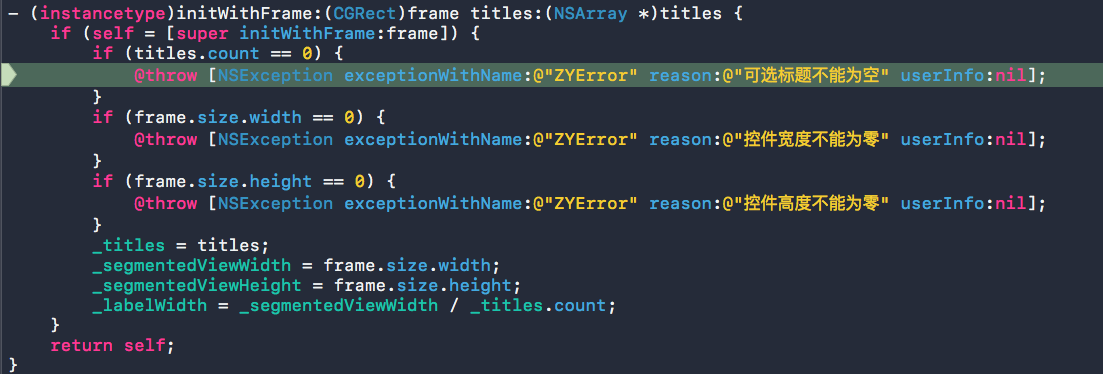 - (instancetype)initWithFrame:(CGRect)frame titles:(NSArray *)titles {
    if (self = [super initWithFrame:frame]) {
        if (titles.count == 0) {
            @throw [NSException exceptionWithName:@"ZYError" reason:@"可选标题不能为空" userInfo:nil];
        }
        if (frame.size.width == 0) {
            @throw [NSException exceptionWithName:@"ZYError" reason:@"控件宽度不能为零" userInfo:nil];
        }
        if (frame.size.height == 0) {
            @throw [NSException exceptionWithName:@"ZYError" reason:@"控件高度不能为零" userInfo:nil];
        }
        _titles = titles;
        _segmentedViewWidth = frame.size.width;
        _segmentedViewHeight = frame.size.height;
        _labelWidth = _segmentedViewWidth / _titles.count;
    }
    return self;
}